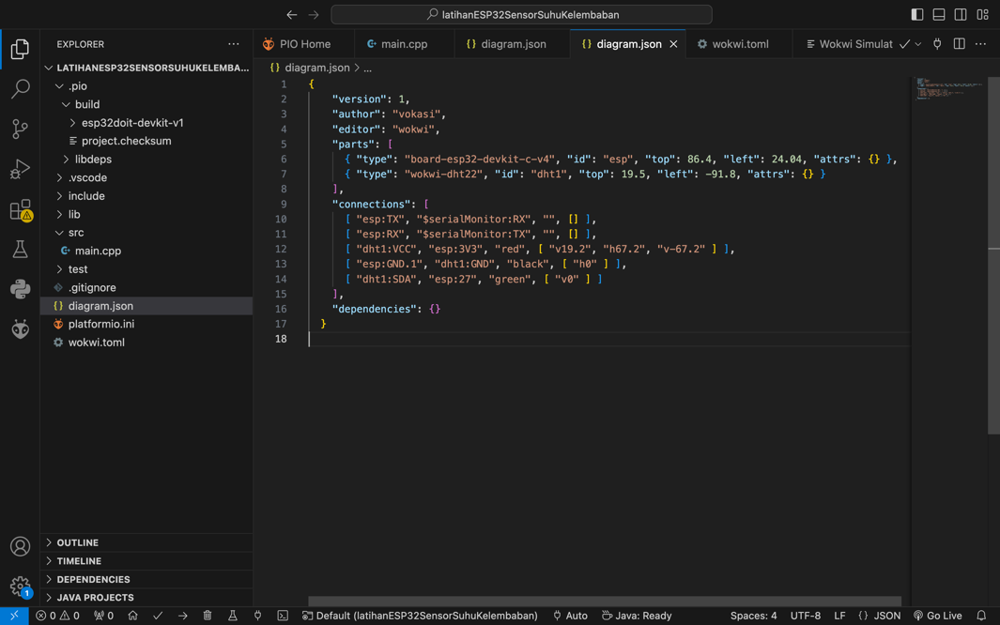 latihanESP32SensorSuhuKelembaban
EXPLORER
PIO Home
main.cpp
diagram.json
diagram.json
wokwi.toml
Wokwi Simulat
LATIHANESP32SENSORSUHUKELEMBA...
.pio
build
esp32doit-devkit-v1
project.checksum
libdeps
.vscode
include
lib
src
main.cpp
test
.gitignore
diagram.json
platformio.ini
wokwi.toml
OUTLINE
TIMELINE
DEPENDENCIES
JAVA PROJECTS
{} diagram.json > ...
1 {
2 "version": 1,
3 "author": "vokasi",
4 "editor": "wokwi",
5 "parts": [
6 { "type": "board-esp32-devkit-c-v4", "id": "esp", "top": 86.4, "left": 24.04, "attrs": {} },
7 { "type": "wokwi-dht22", "id": "dht1", "top": 19.5, "left": -91.8, "attrs": {} }
8 ],
9 "connections": [
10 [ "esp:TX", "$serialMonitor:RX", "", [] ],
11 [ "esp:RX", "$serialMonitor:TX", "", [] ],
12 [ "dht1:VCC", "esp:3V3", "red", [ "v19.2", "h67.2", "v-67.2" ] ],
13 [ "esp:GND.1", "dht1:GND", "black", [ "h0" ] ],
14 [ "dht1:SDA", "esp:27", "green", [ "v0" ] ]
15 ],
16 "dependencies": {}
17 }
18
1
0 0 0 Default (latihanESP32SensorSuhuKelembaban) Auto Java: Ready Spaces: 4 UTF-8 LF {} JSON Go Live